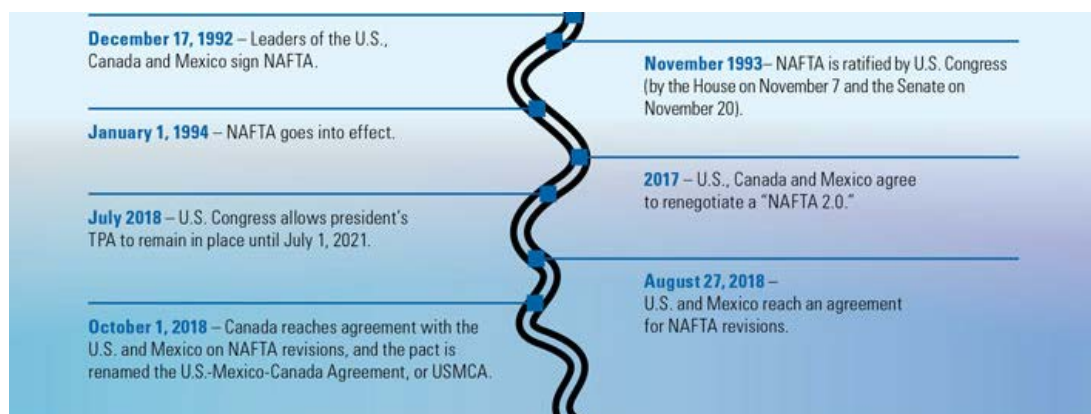 December 17, 1992 – Leaders of the U.S.,
Canada and Mexico sign NAFTA.
November 1993– NAFTA is ratified by U.S. Congress
(by the House on November 7 and the Senate on
November 20).
January 1, 1994 – NAFTA goes into effect.
2017 – U.S., Canada and Mexico agree
to renegotiate a “NAFTA 2.0.”
July 2018 – U.S. Congress allows president’s
TPA to remain in place until July 1, 2021.
August 27, 2018 –
U.S. and Mexico reach an agreement
for NAFTA revisions.
October 1, 2018 – Canada reaches agreement with the
U.S. and Mexico on NAFTA revisions, and the pact is
renamed the U.S.-Mexico-Canada Agreement, or USMCA.